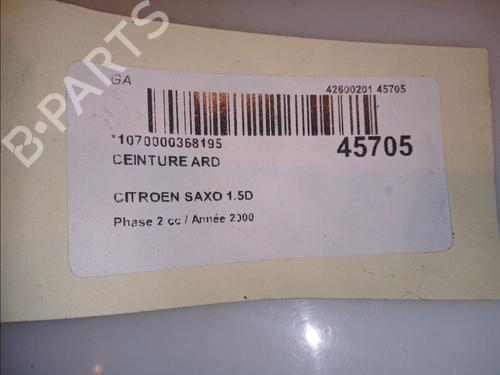 GA
42600201 45705
*1070000368195
45705
CEINTURE ARD
CITROEN SAXO 1.5D
Phase 2 cc / Année 2000
B-PARTS